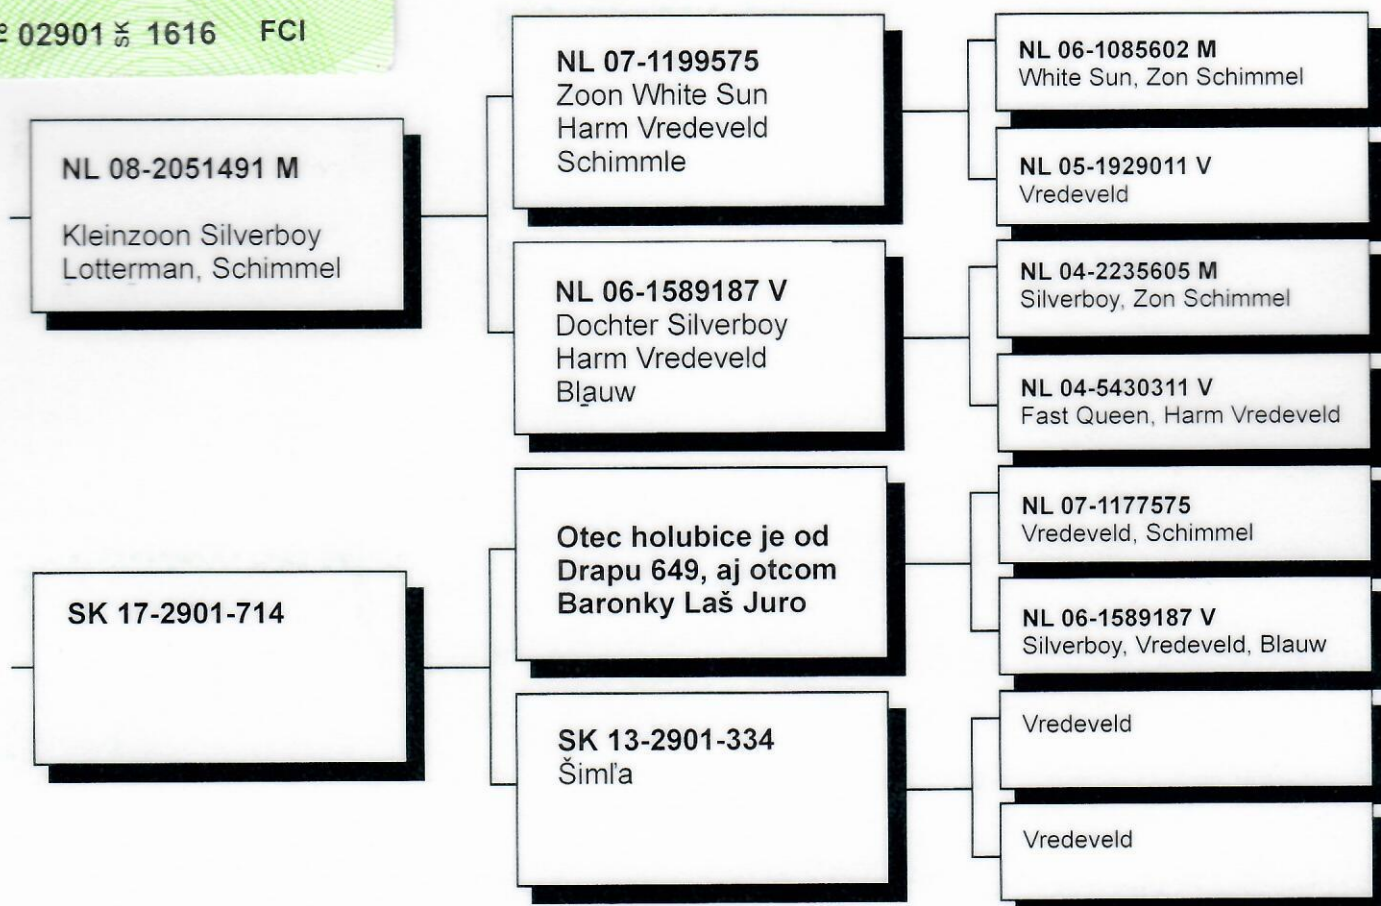 02901 SK 1616 FCI
NL 08-2051491 M
Kleinzoon Silverboy
Lotterman, Schimmel
SK 17-2901-714
NL 07-1199575
Zoon White Sun
Harm Vredeveld
Schimmle
NL 06-1589187 V
Dochter Silverboy
Harm Vredeveld
Blauw
Otec holubice je od
Drapu 649, aj otcom
Baronky Laš Juro
SK 13-2901-334
Šimľa
NL 06-1085602 M
White Sun, Zon Schimmel
NL 05-1929011 V
Vredeveld
NL 04-2235605 M
Silverboy, Zon Schimmel
NL 04-5430311 V
Fast Queen, Harm Vredeveld
NL 07-1177575
Vredeveld, Schimmel
NL 06-1589187 V
Silverboy, Vredeveld, Blauw
Vredeveld
Vredeveld